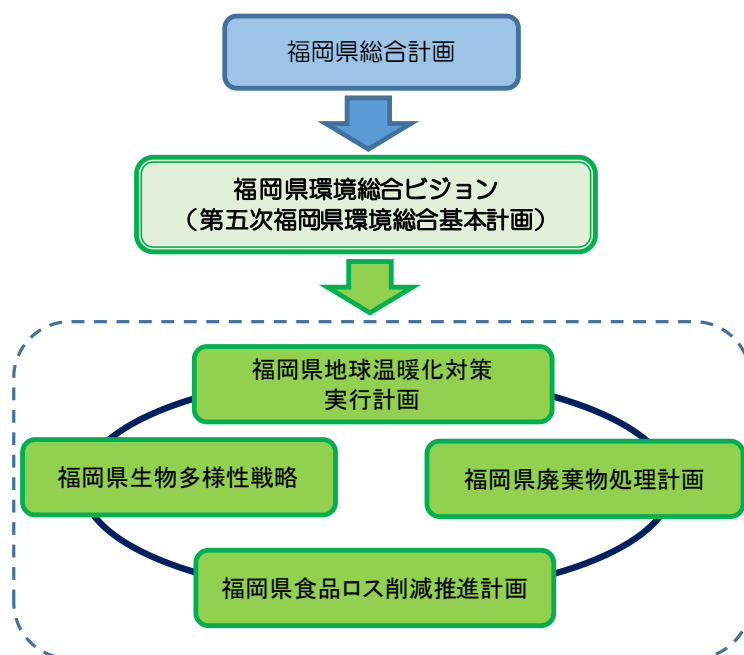 福岡県総合計画
福岡県環境総合ビジョン
（第五次福岡県環境総合基本計画）
福岡県地球温暖化対策
実行計画
福岡県生物多様性戦略
福岡県廃棄物処理計画
福岡県食品ロス削減推進計画